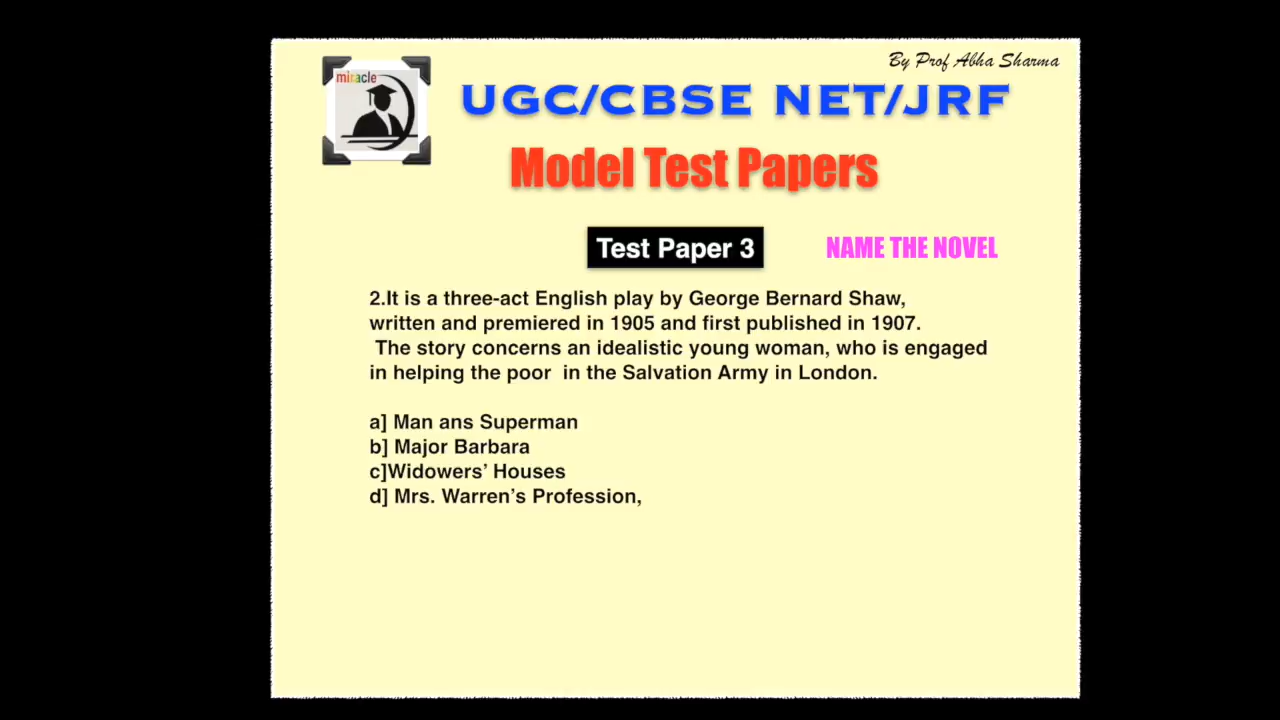 By Prof Abha Sharma
miracle
UGC/CBSE NET/JRF
Model Test Papers
Test Paper 3
NAME THE NOVEL
2.It is a three-act English play by George Bernard Shaw,
written and premiered in 1905 and first published in 1907.
The story concerns an idealistic young woman, who is engaged
in helping the poor in the Salvation Army in London.
a] Man ans Superman
b] Major Barbara
c]Widowers’ Houses
d] Mrs. Warren’s Profession,